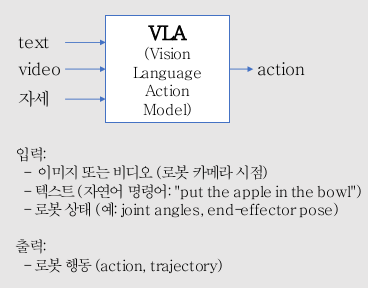 text
video
자세
VLA
(Vision
Language
Action
Model)
action
입력:
- 이미지 또는 비디오 (로봇 카메라 시점)
- 텍스트 (자연어 명령어: "put the apple in the bowl")
- 로봇 상태 (예: joint angles, end-effector pose)
출력:
- 로봇 행동 (action, trajectory)